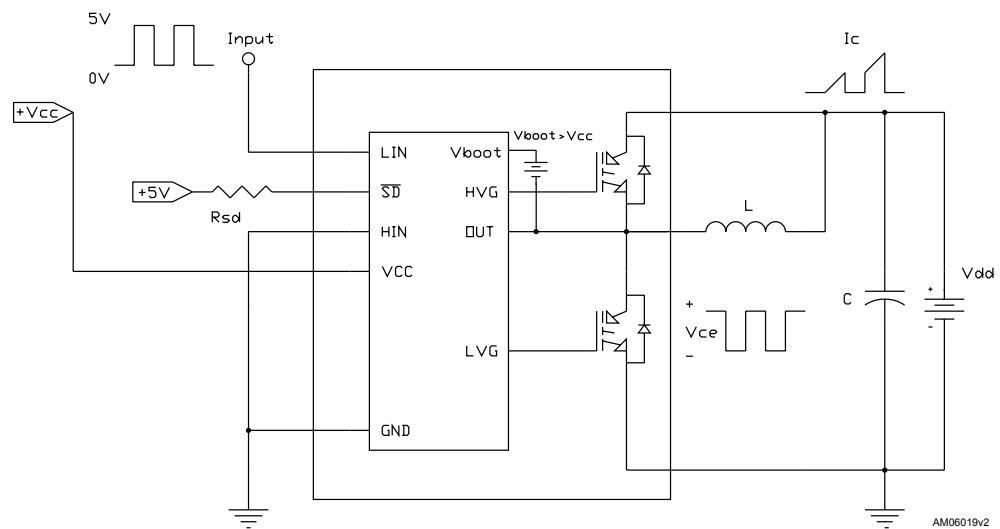 5V
0V
Input
Ic
+Vcc
Vboot>Vcc
LIN
Vboot
+5V
SD
HVG
Rsd
L
HIN
OUT
VCC
Vdd
C
+
-
+
Vce
-
LVG
GND
AM06019v2